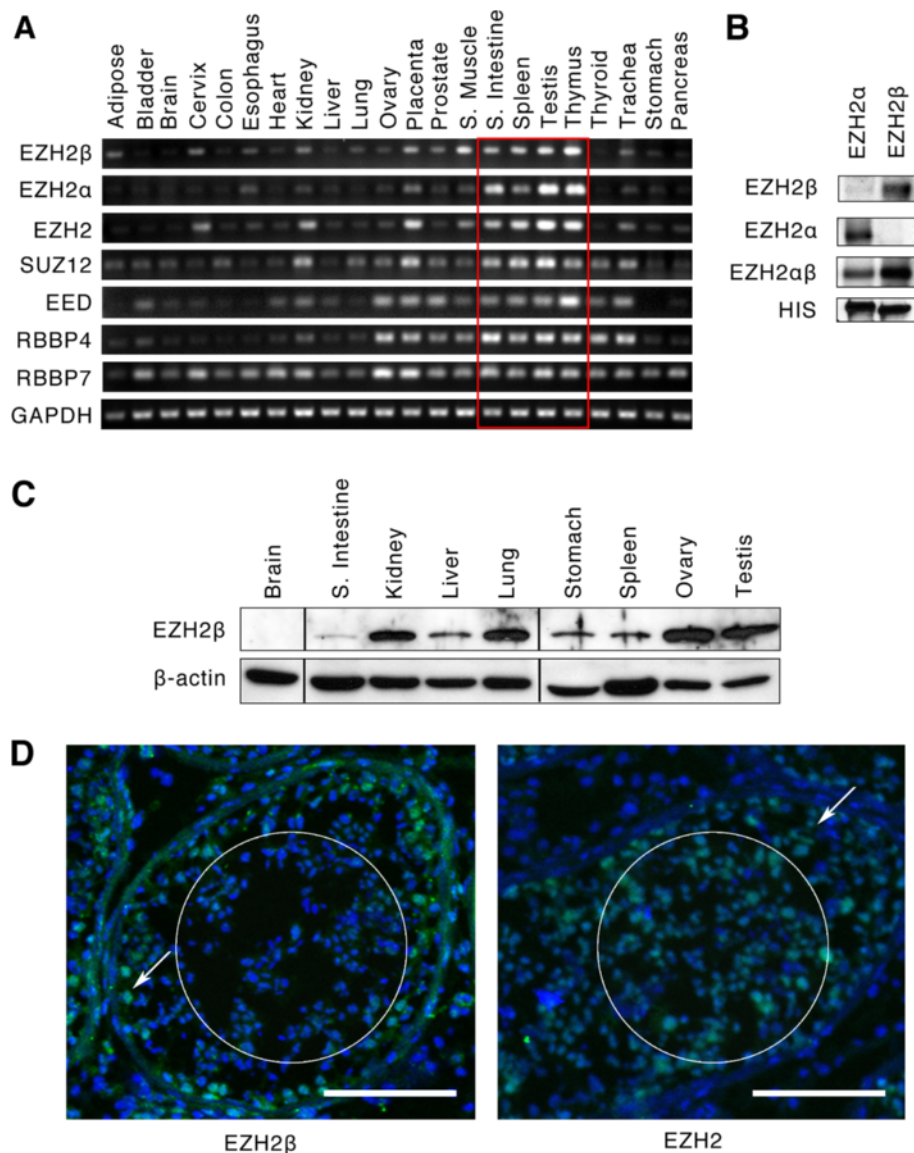 A
Adipose
Bladder
Brain
Cervix
Colon
Esophagus
Heart
Kidney
Liver
Lung
Ovary
Placenta
Prostate
S. Muscle
S. Intestine
Spleen
Testis
Thymus
Thyroid
Trachea
Stomach
Pancreas
EZH2β
EZH2α
EZH2
SUZ12
EED
RBBP4
RBBP7
GAPDH
B
EZH2α
EZH2β
EZH2β
EZH2α
EZH2αβ
HIS
C
Brain
S. Intestine
Kidney
Liver
Lung
Stomach
Spleen
Ovary
Testis
EZH2β
β-actin
D
EZH2β
EZH2